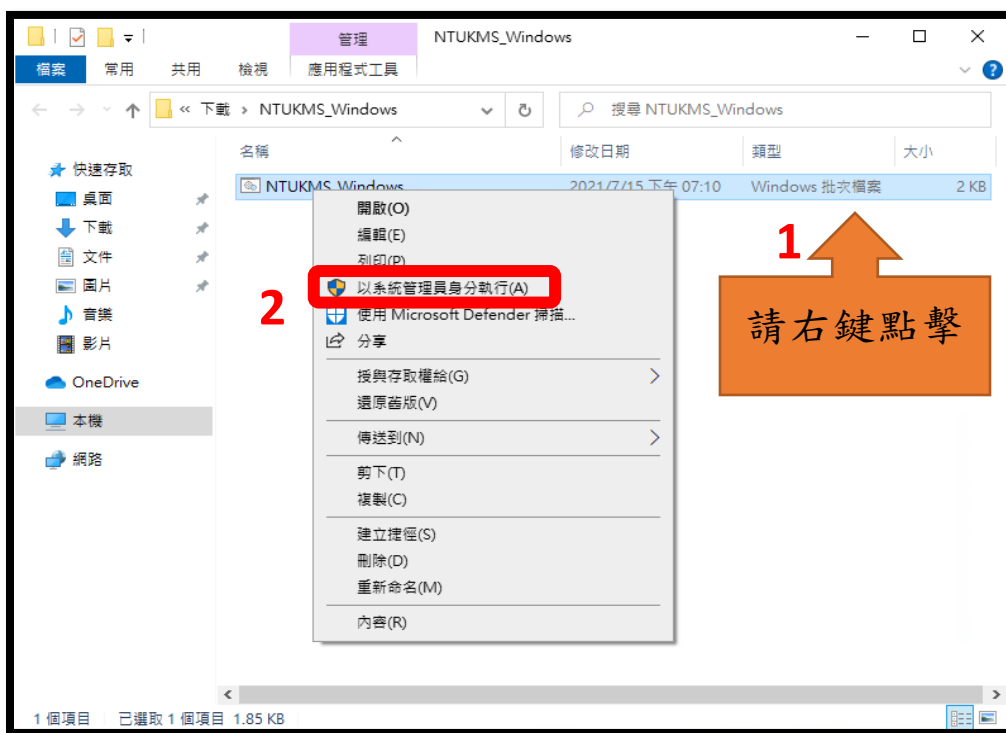 管理
NTUKMS_Windows
檔案
常用
共用
檢視
應用程式工具
« 下載 › NTUKMS_Windows
搜尋 NTUKMS_Windows
名稱
修改日期
類型
大小
快速存取
桌面
下載
文件
圖片
音樂
影片
OneDrive
本機
網路
NTUKMS_Windows
2021/7/15 下午 07:10
Windows 批次檔案
2 KB
開啟(O)
編輯(E)
列印(P)
以系統管理員身分執行(A)
使用 Microsoft Defender 掃描...
分享
授與存取權給(G)
還原舊版(V)
傳送到(N)
剪下(T)
複製(C)
建立捷徑(S)
刪除(D)
重新命名(M)
內容(R)
1
請右鍵點擊
2
1 個項目
已選取 1 個項目 1.85 KB